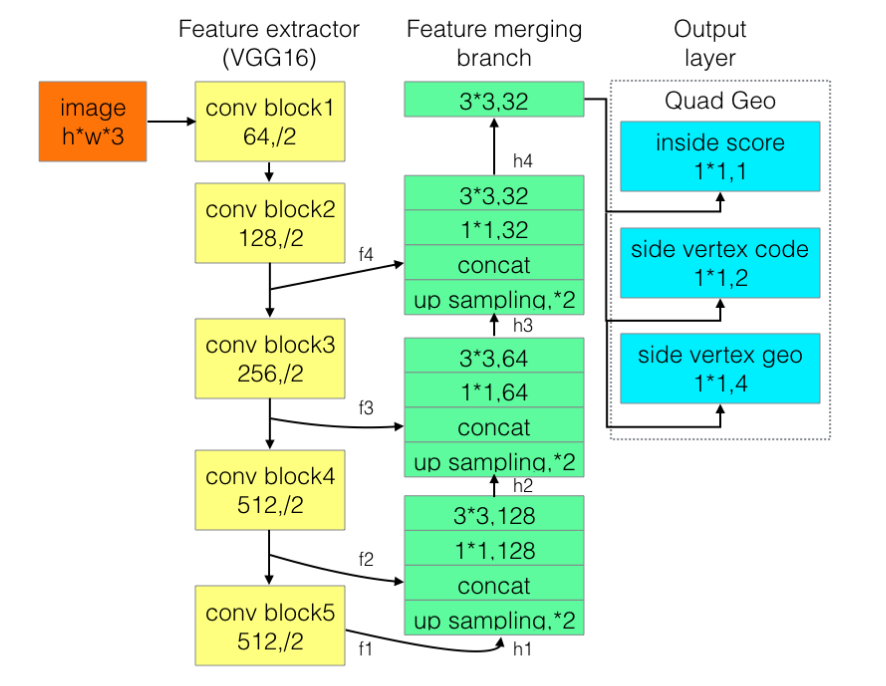 Feature extractor
(VGG16)
Feature merging
branch
Output
layer
image
h*w*3
conv block1
64,/2
conv block2
128,/2
conv block3
256,/2
conv block4
512,/2
conv block5
512,/2
f4
f3
f2
f1
3*3,32
h4
3*3,32
1*1,32
concat
up sampling,*2
h3
3*3,64
1*1,64
concat
up sampling,*2
h2
3*3,128
1*1,128
concat
up sampling,*2
h1
Quad Geo
inside score
1*1,1
side vertex code
1*1,2
side vertex geo
1*1,4